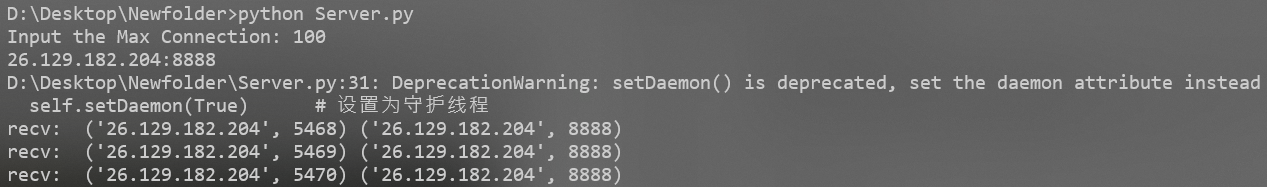 D:\Desktop\Newfolder>python Server.py
Input the Max Connection: 100
26.129.182.204:8888
D:\Desktop\Newfolder\Server.py:31: DeprecationWarning: setDaemon() is deprecated, set the daemon attribute instead
  self.setDaemon(True)      # 设置为守护线程
recv:  ('26.129.182.204', 5468) ('26.129.182.204', 8888)
recv:  ('26.129.182.204', 5469) ('26.129.182.204', 8888)
recv:  ('26.129.182.204', 5470) ('26.129.182.204', 8888)